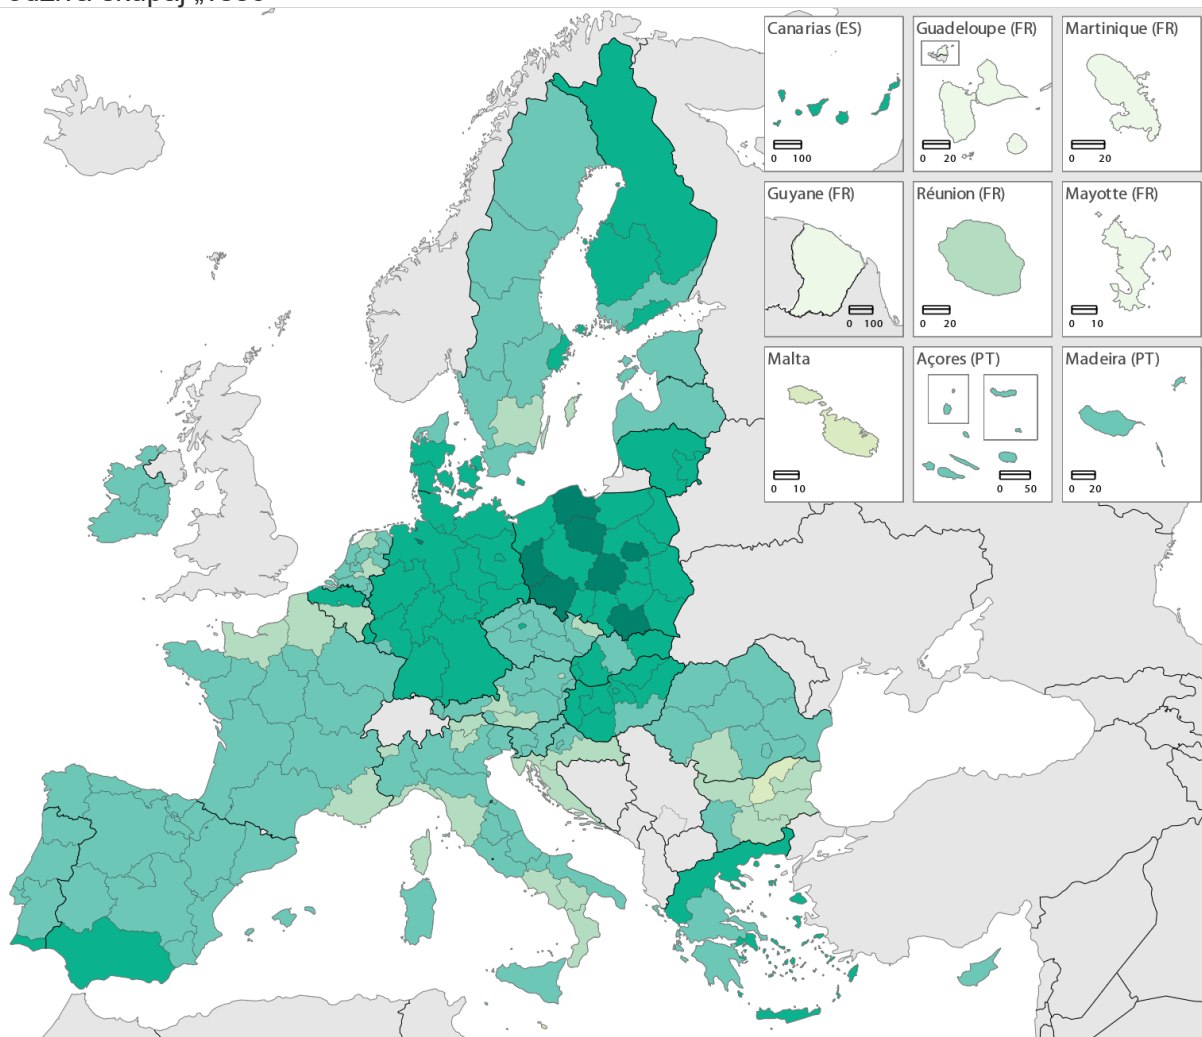 Canarias (ES)
0 100
Guadeloupe (FR)
0 20
Martinique (FR)
0 20
Guyane (FR)
0 100
Réunion (FR)
0 20
Mayotte (FR)
0 10
Malta
0 10
Açores (PT)
0 50
Madeira (PT)
0 20